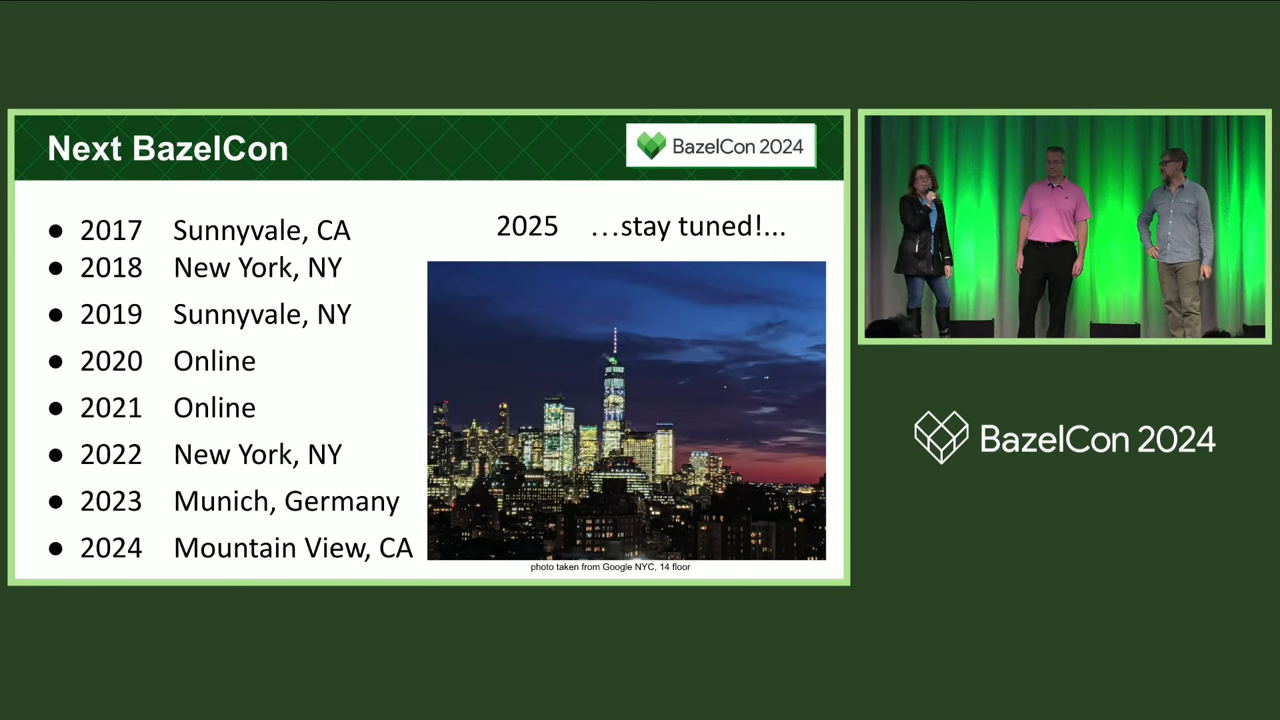 Next BazelCon
BazelCon 2024
● 2017 Sunnyvale, CA
● 2018 New York, NY
● 2019 Sunnyvale, NY
● 2020 Online
● 2021 Online
● 2022 New York, NY
● 2023 Munich, Germany
● 2024 Mountain View, CA
2025 …stay tuned!...
photo taken from Google NYC, 14 floor
BazelCon 2024